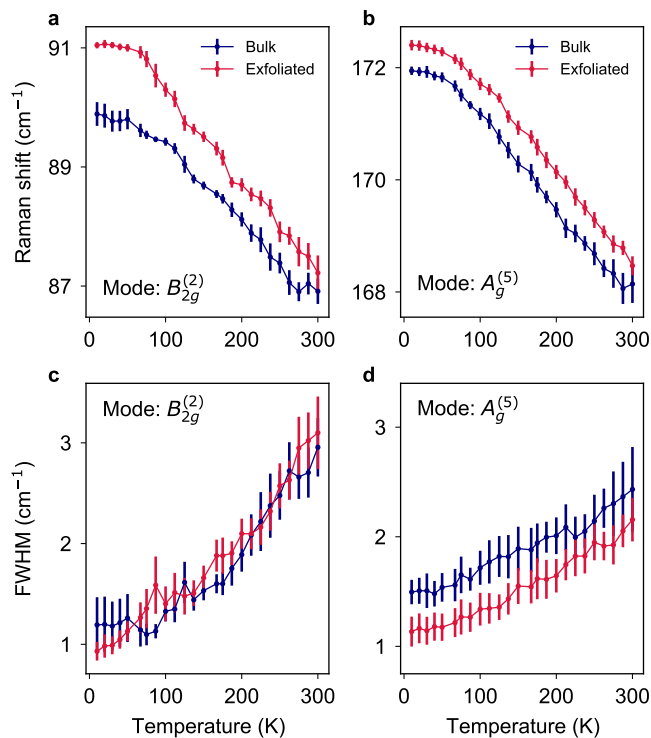 a
b
Raman shift (cm⁻¹)
91
89
87
Bulk
Exfoliated
Mode: B₂g⁽²⁾
0
100
200
300
172
170
168
Bulk
Exfoliated
Mode: A_g⁽⁵⁾
0
100
200
300
c
d
FWHM (cm⁻¹)
3
2
1
Mode: B₂g⁽²⁾
0
100
200
300
Temperature (K)
3
2
1
Mode: A_g⁽⁵⁾
0
100
200
300
Temperature (K)